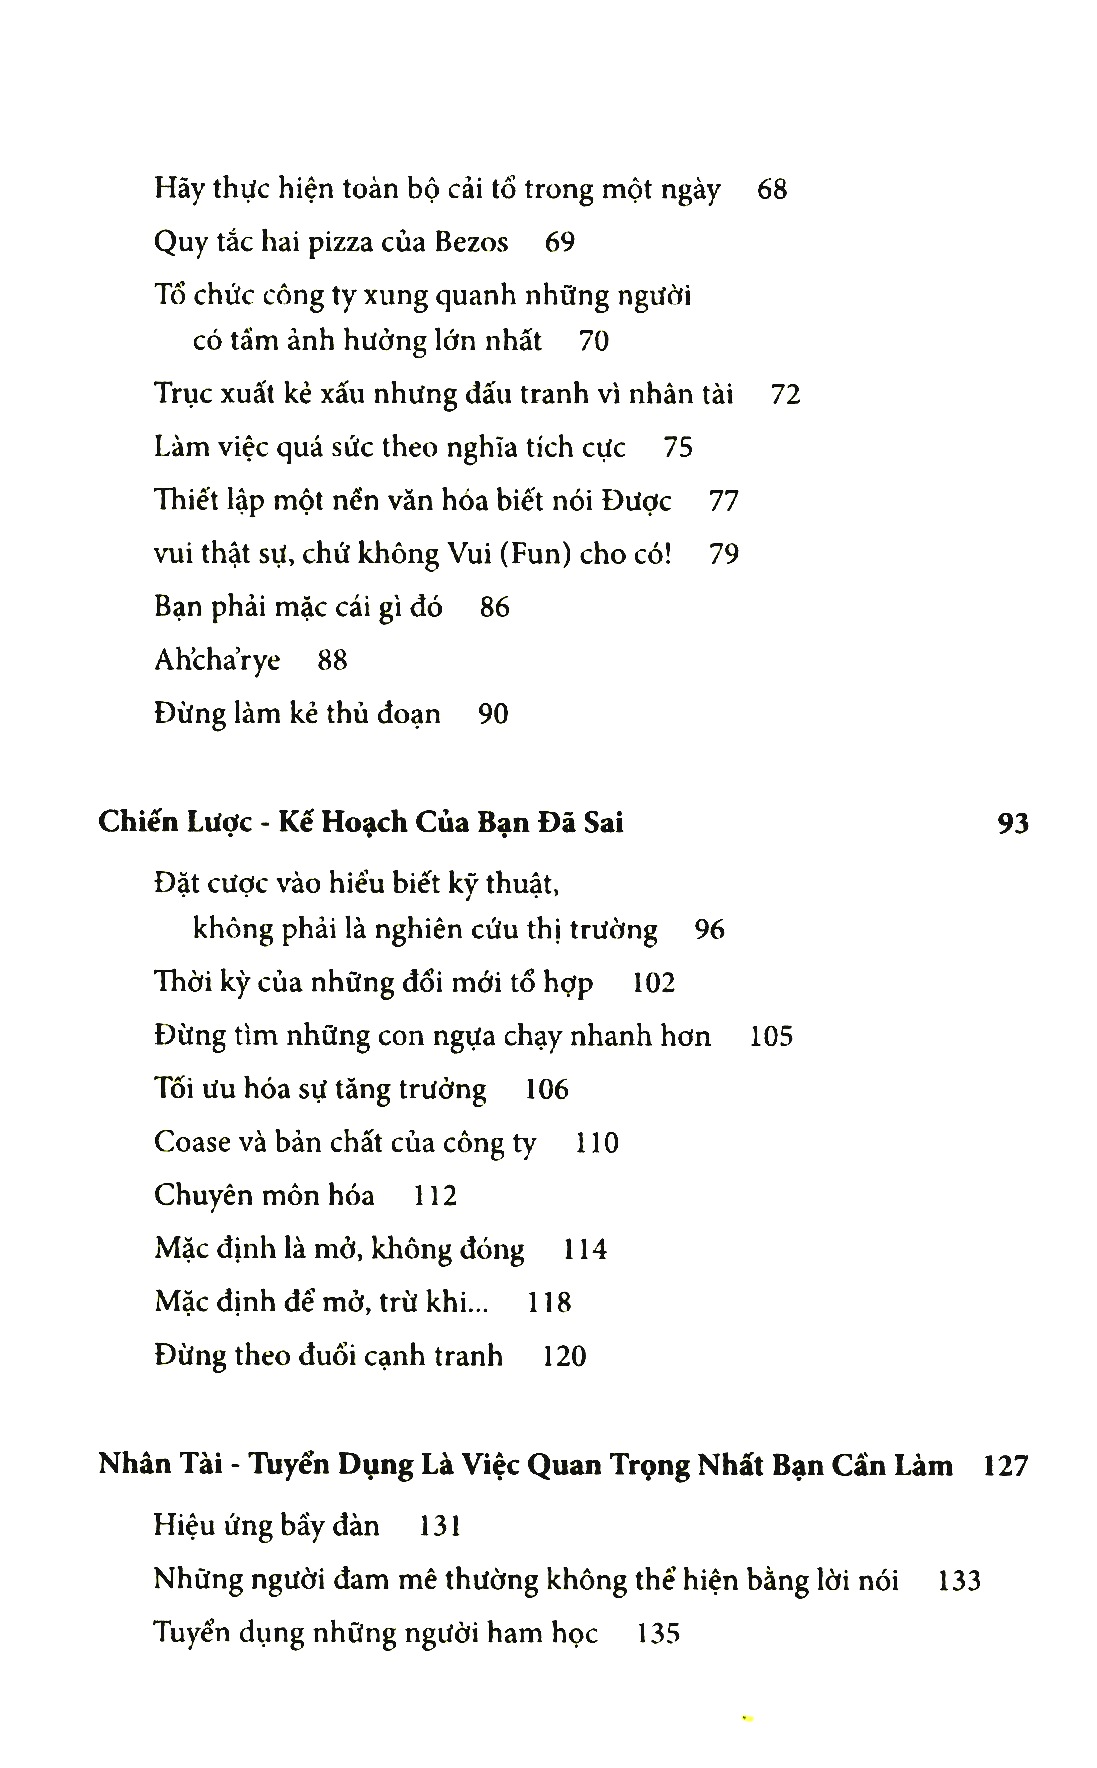 Hãy thực hiện toàn bộ cải tổ trong một ngày 68
Quy tắc hai pizza của Bezos 69
Tổ chức công ty xung quanh những người
có tầm ảnh hưởng lớn nhất 70
Trục xuất kẻ xấu nhưng đấu tranh vì nhân tài 72
Làm việc quá sức theo nghĩa tích cực 75
Thiết lập một nền văn hóa biết nói Được 77
vui thật sự, chứ không Vui (Fun) cho có! 79
Bạn phải mặc cái gì đó 86
Ah'cha'rye 88
Đừng làm kẻ thủ đoạn 90
Chiến Lược - Kế Hoạch Của Bạn Đã Sai 93
Đặt cược vào hiểu biết kỹ thuật,
không phải là nghiên cứu thị trường 96
Thời kỳ của những đổi mới tổ hợp 102
Đừng tìm những con ngựa chạy nhanh hơn 105
Tối ưu hóa sự tăng trưởng 106
Coase và bản chất của công ty 110
Chuyên môn hóa 112
Mặc định là mở, không đóng 114
Mặc định để mở, trừ khi... 118
Đừng theo đuổi cạnh tranh 120
Nhân Tài - Tuyển Dụng Là Việc Quan Trọng Nhất Bạn Cần Làm 127
Hiệu ứng bầy đàn 131
Những người đam mê thường không thể hiện bằng lời nói 133
Tuyển dụng những người ham học 135